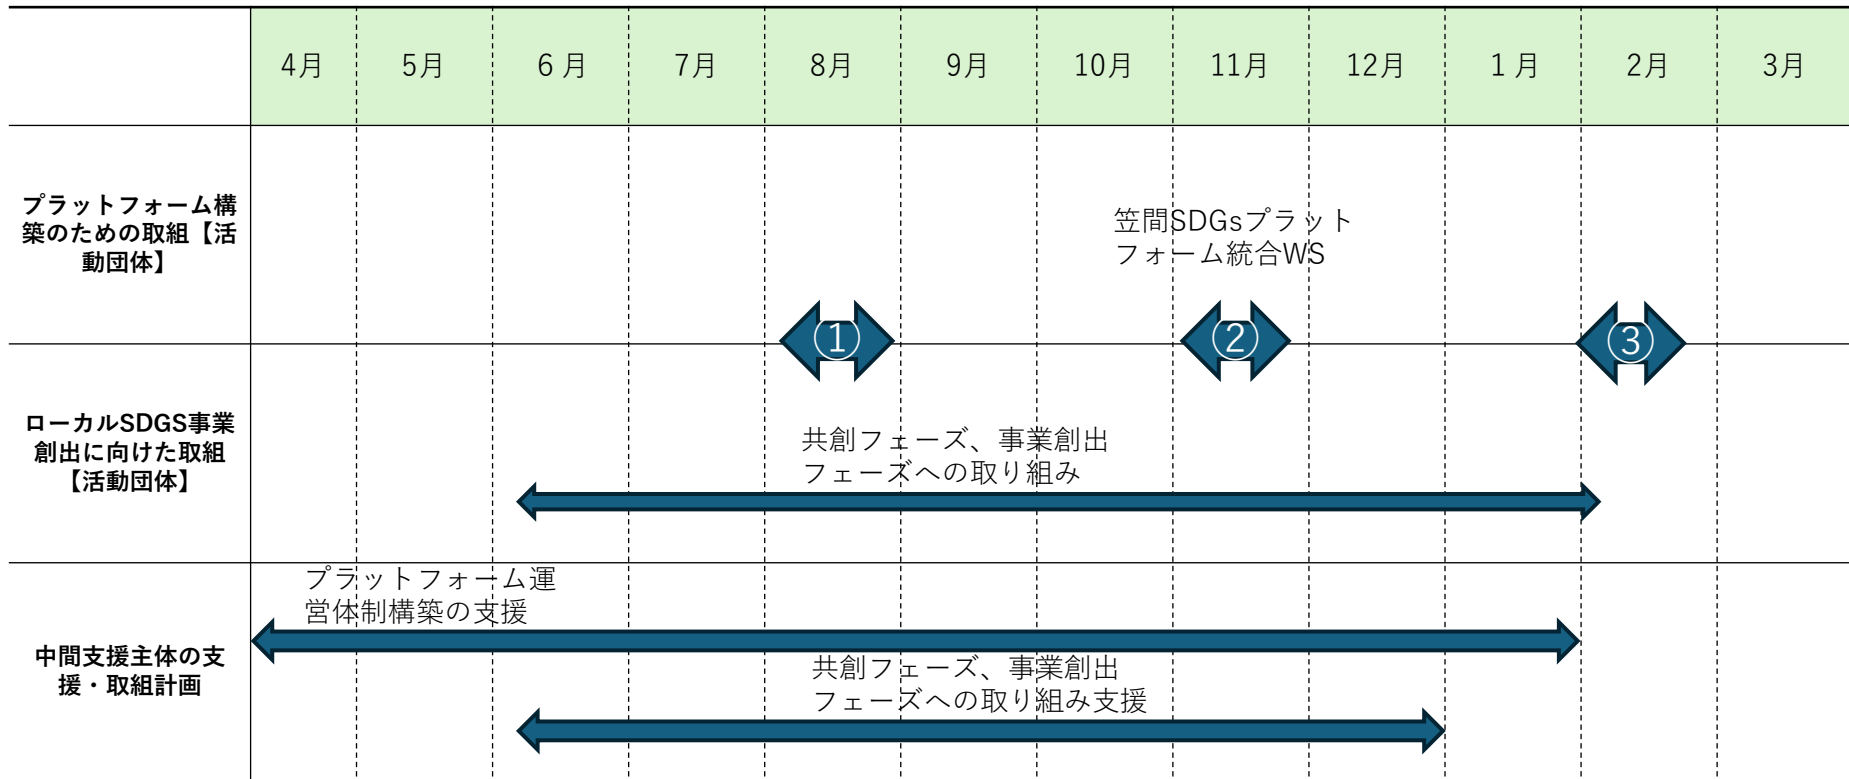 4月 5月 6 月 7月 8月 9月 10月 11月 12月 1 月 2月 3月
プラットフォーム構
築のための取組【活
動団体】
笠間SDGsプラット
フォーム統合WS
① ② ③
ローカルSDGS事業
創出に向けた取組
【活動団体】
共創フェーズ、事業創出
フェーズへの取り組み
中間支援主体の支
援・取組計画
プラットフォーム運
営体制構築の支援
共創フェーズ、事業創出
フェーズへの取り組み支援